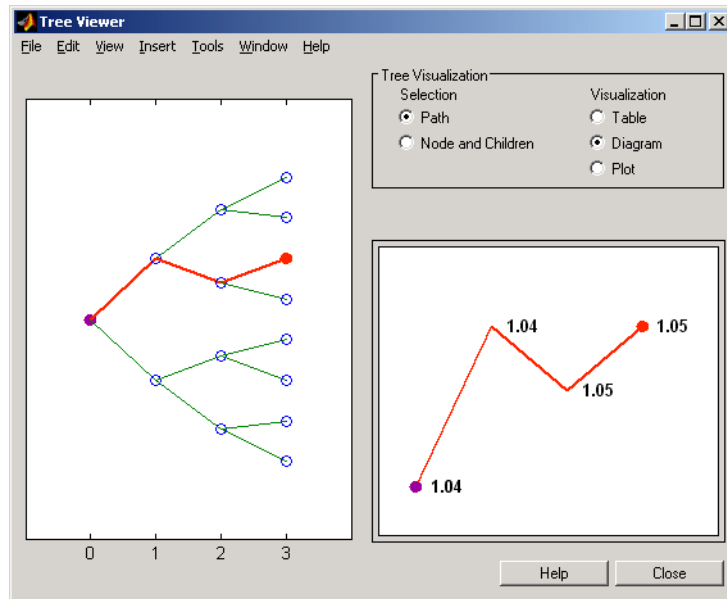 Tree Viewer
File Edit View Insert Tools Window Help
Tree Visualization
Selection
Path
Node and Children
Visualization
Table
Diagram
Plot
0 1 2 3
1.04
1.05
1.05
1.04
Help
Close